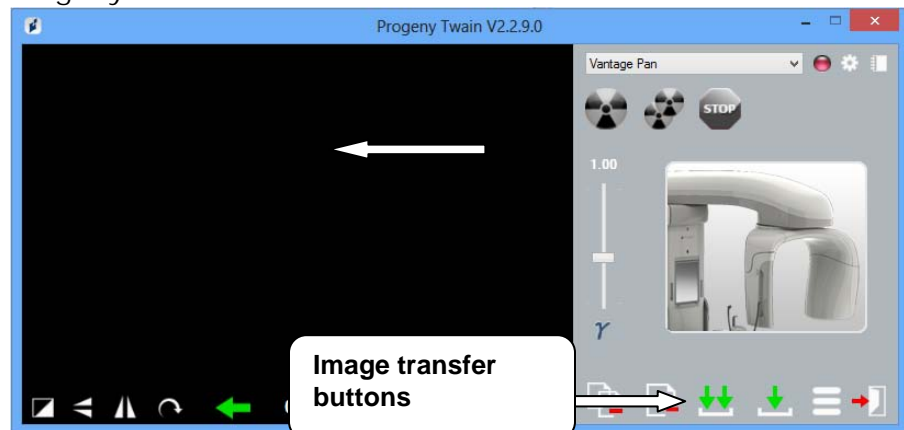 Progeny Twain V2.2.9.0
Vantage Pan
STOP
1.00
γ
Image transfer
buttons